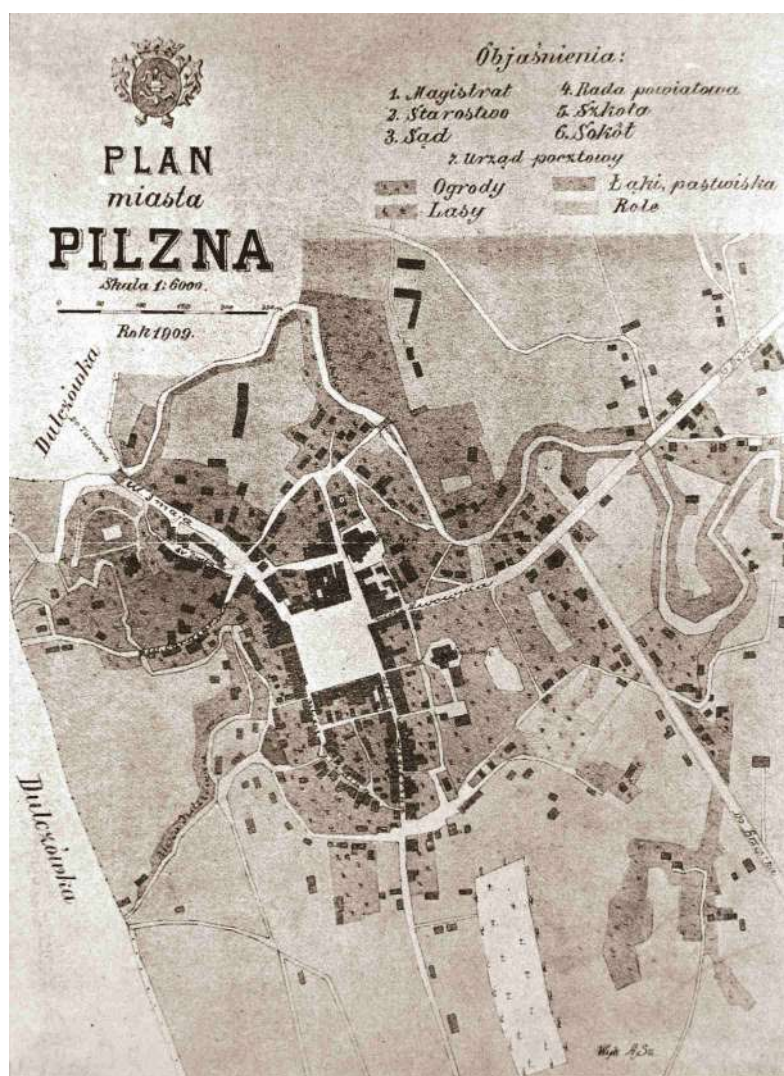 PLAN
miasta
PILZNA
Skala 1:6000.
Rok 1909.
Objaśnienia:
1. Magistrat
2. Starostwo
3. Sąd
4. Rada powiatowa
5. Szkoła
6. Sokół
7. Urząd pocztowy
Ogrody
Lasy
Łąki, pastwiska
Role
Dulczówka
Dulczówka